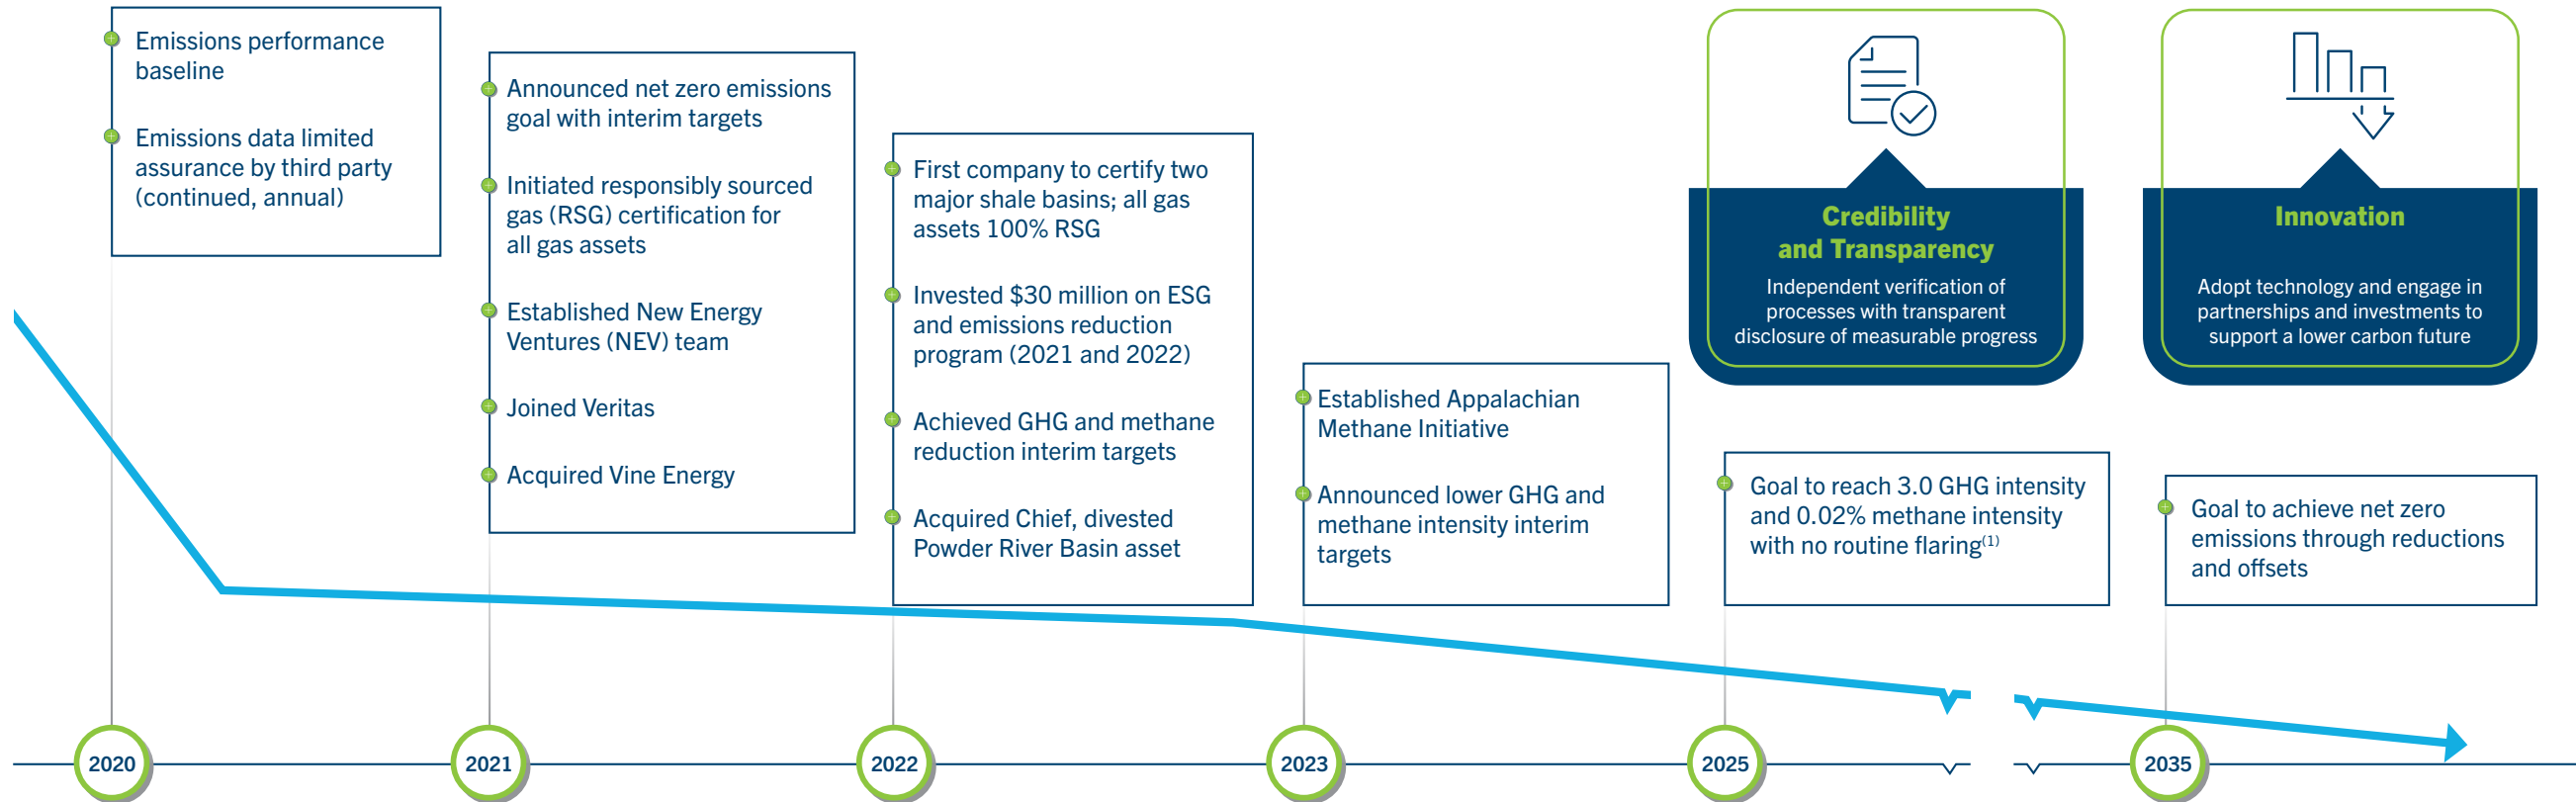 Emissions performance
baseline
Emissions data limited
assurance by third party
(continued, annual)
Announced net zero emissions
goal with interim targets
Initiated responsibly sourced
gas (RSG) certification for
all gas assets
Established New Energy
Ventures (NEV) team
Joined Veritas
Acquired Vine Energy
First company to certify two
major shale basins; all gas
assets 100% RSG
Invested $30 million on ESG
and emissions reduction
program (2021 and 2022)
Achieved GHG and methane
reduction interim targets
Acquired Chief, divested
Powder River Basin asset
Established Appalachian
Methane Initiative
Announced lower GHG and
methane intensity interim
targets
Credibility
and Transparency
Independent verification of
processes with transparent
disclosure of measurable progress
Innovation
Adopt technology and engage in
partnerships and investments to
support a lower carbon future
Goal to reach 3.0 GHG intensity
and 0.02% methane intensity
with no routine flaring(1)
Goal to achieve net zero
emissions through reductions
and offsets
2020
2021
2022
2023
2025
2035